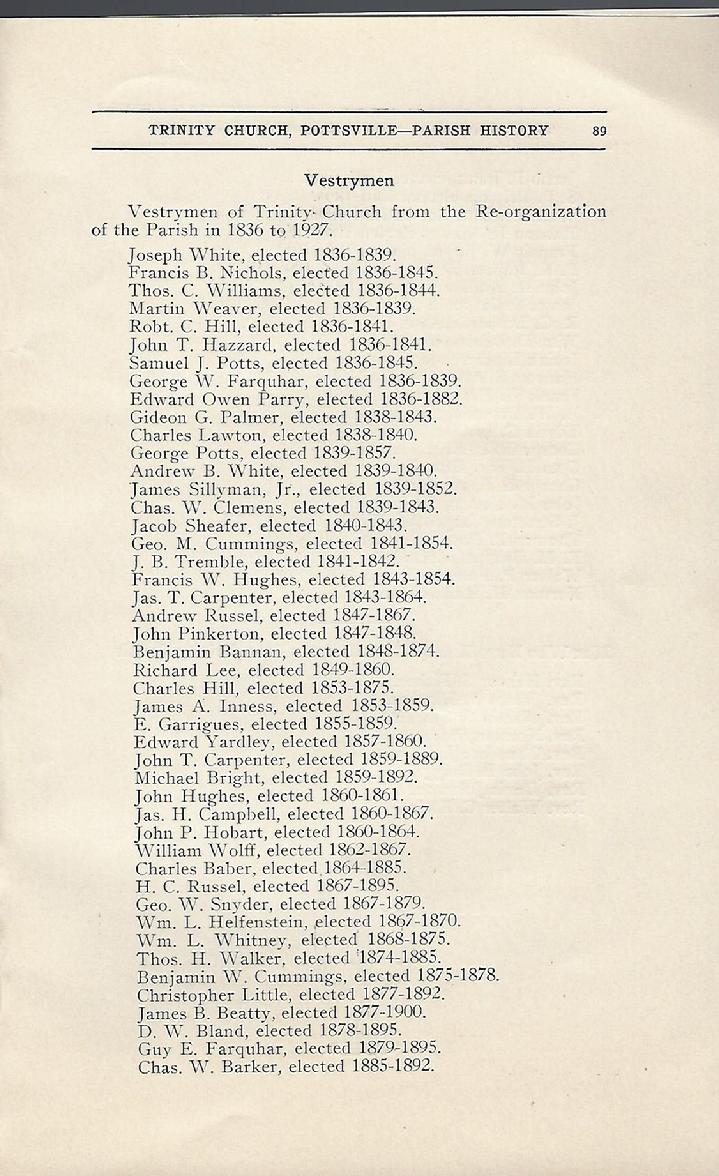 TRINITY CHURCH, POTTSVILLE—PARISH HISTORY 89
Vestrymen
Vestrymen of Trinity Church from the Re-organization
of the Parish in 1836 to 1927.
Joseph White, elected 1836-1839.
Francis B. Nichols, elected 1836-1845.
Thos. C. Williams, elected 1836-1844.
Martin Weaver, elected 1836-1839.
Robt. C. Hill, elected 1836-1841.
John T. Hazzard, elected 1836-1841.
Samuel J. Potts, elected 1836-1845.
George W. Farquhar, elected 1836-1839.
Edward Owen Parry, elected 1836-1882.
Gideon G. Palmer, elected 1838-1843.
Charles Lawton, elected 1838-1840.
George Potts, elected 1839-1857.
Andrew B. White, elected 1839-1840.
James Sillyman, Jr., elected 1839-1852.
Chas. W. Clemens, elected 1839-1843.
Jacob Sheafer, elected 1840-1843.
Geo. M. Cummings, elected 1841-1854.
J. B. Tremble, elected 1841-1842.
Francis W. Hughes, elected 1843-1854.
Jas. T. Carpenter, elected 1843-1864.
Andrew Russel, elected 1847-1867.
John Pinkerton, elected 1847-1848.
Benjamin Bannan, elected 1848-1874.
Richard Lee, elected 1849-1860.
Charles Hill, elected 1853-1875.
James A. Inness, elected 1853-1859.
E. Garrigues, elected 1855-1859.
Edward Yardley, elected 1857-1860.
John T. Carpenter, elected 1859-1889.
Michael Bright, elected 1859-1892.
John Hughes, elected 1860-1861.
Jas. H. Campbell, elected 1860-1867.
John P. Hobart, elected 1860-1864.
William Wolff, elected 1862-1867.
Charles Baber, elected 1864-1885.
H. C. Russel, elected 1867-1895.
Geo. W. Snyder, elected 1867-1879.
Wm. L. Helfenstein, elected 1867-1870.
Wm. L. Whitney, elected 1868-1875.
Thos. H. Walker, elected 1874-1885.
Benjamin W. Cummings, elected 1875-1878.
Christopher Little, elected 1877-1892.
James B. Beatty, elected 1877-1900.
D. W. Bland, elected 1878-1895.
Guy E. Farquhar, elected 1879-1895.
Chas. W. Barker, elected 1885-1892.